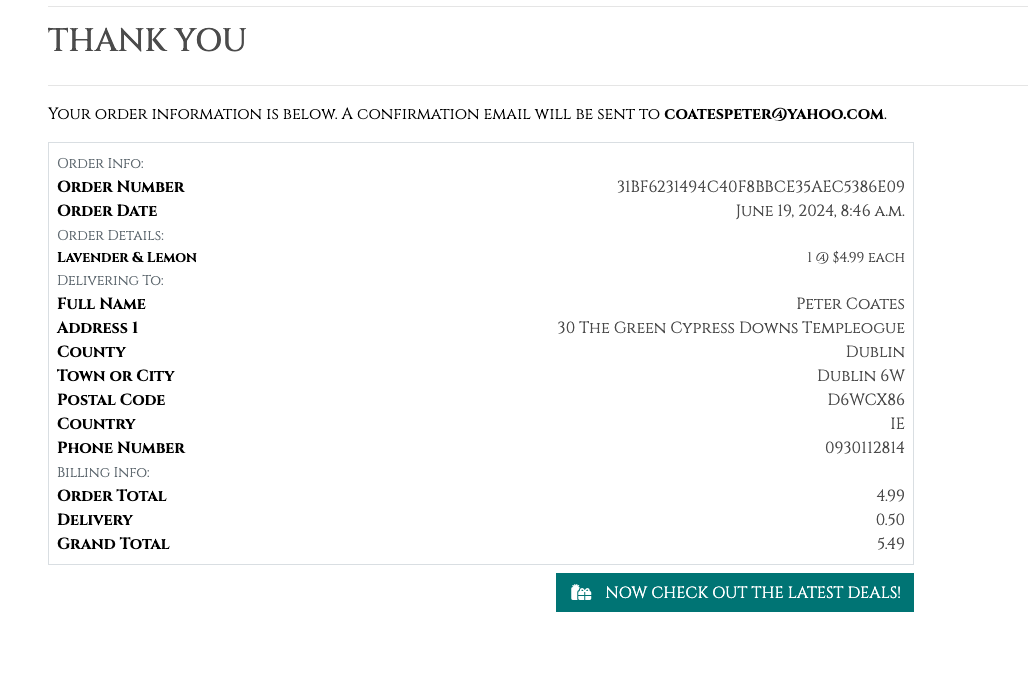 THANK YOU
Your order information is below. A confirmation email will be sent to coatespeter@yahoo.com.
Order Info:
Order Number 31BF6231494C40F8BBCE35AEC5386E09
Order Date June 19, 2024, 8:46 a.m.
Order Details:
Lavender & Lemon 1 @ $4.99 each
Delivering To:
Full Name Peter Coates
Address 1 30 The Green Cypress Downs Templeogue
County Dublin
Town or City Dublin 6W
Postal Code D6WCX86
Country IE
Phone Number 0930112814
Billing Info:
Order Total 4.99
Delivery 0.50
Grand Total 5.49
NOW CHECK OUT THE LATEST DEALS!